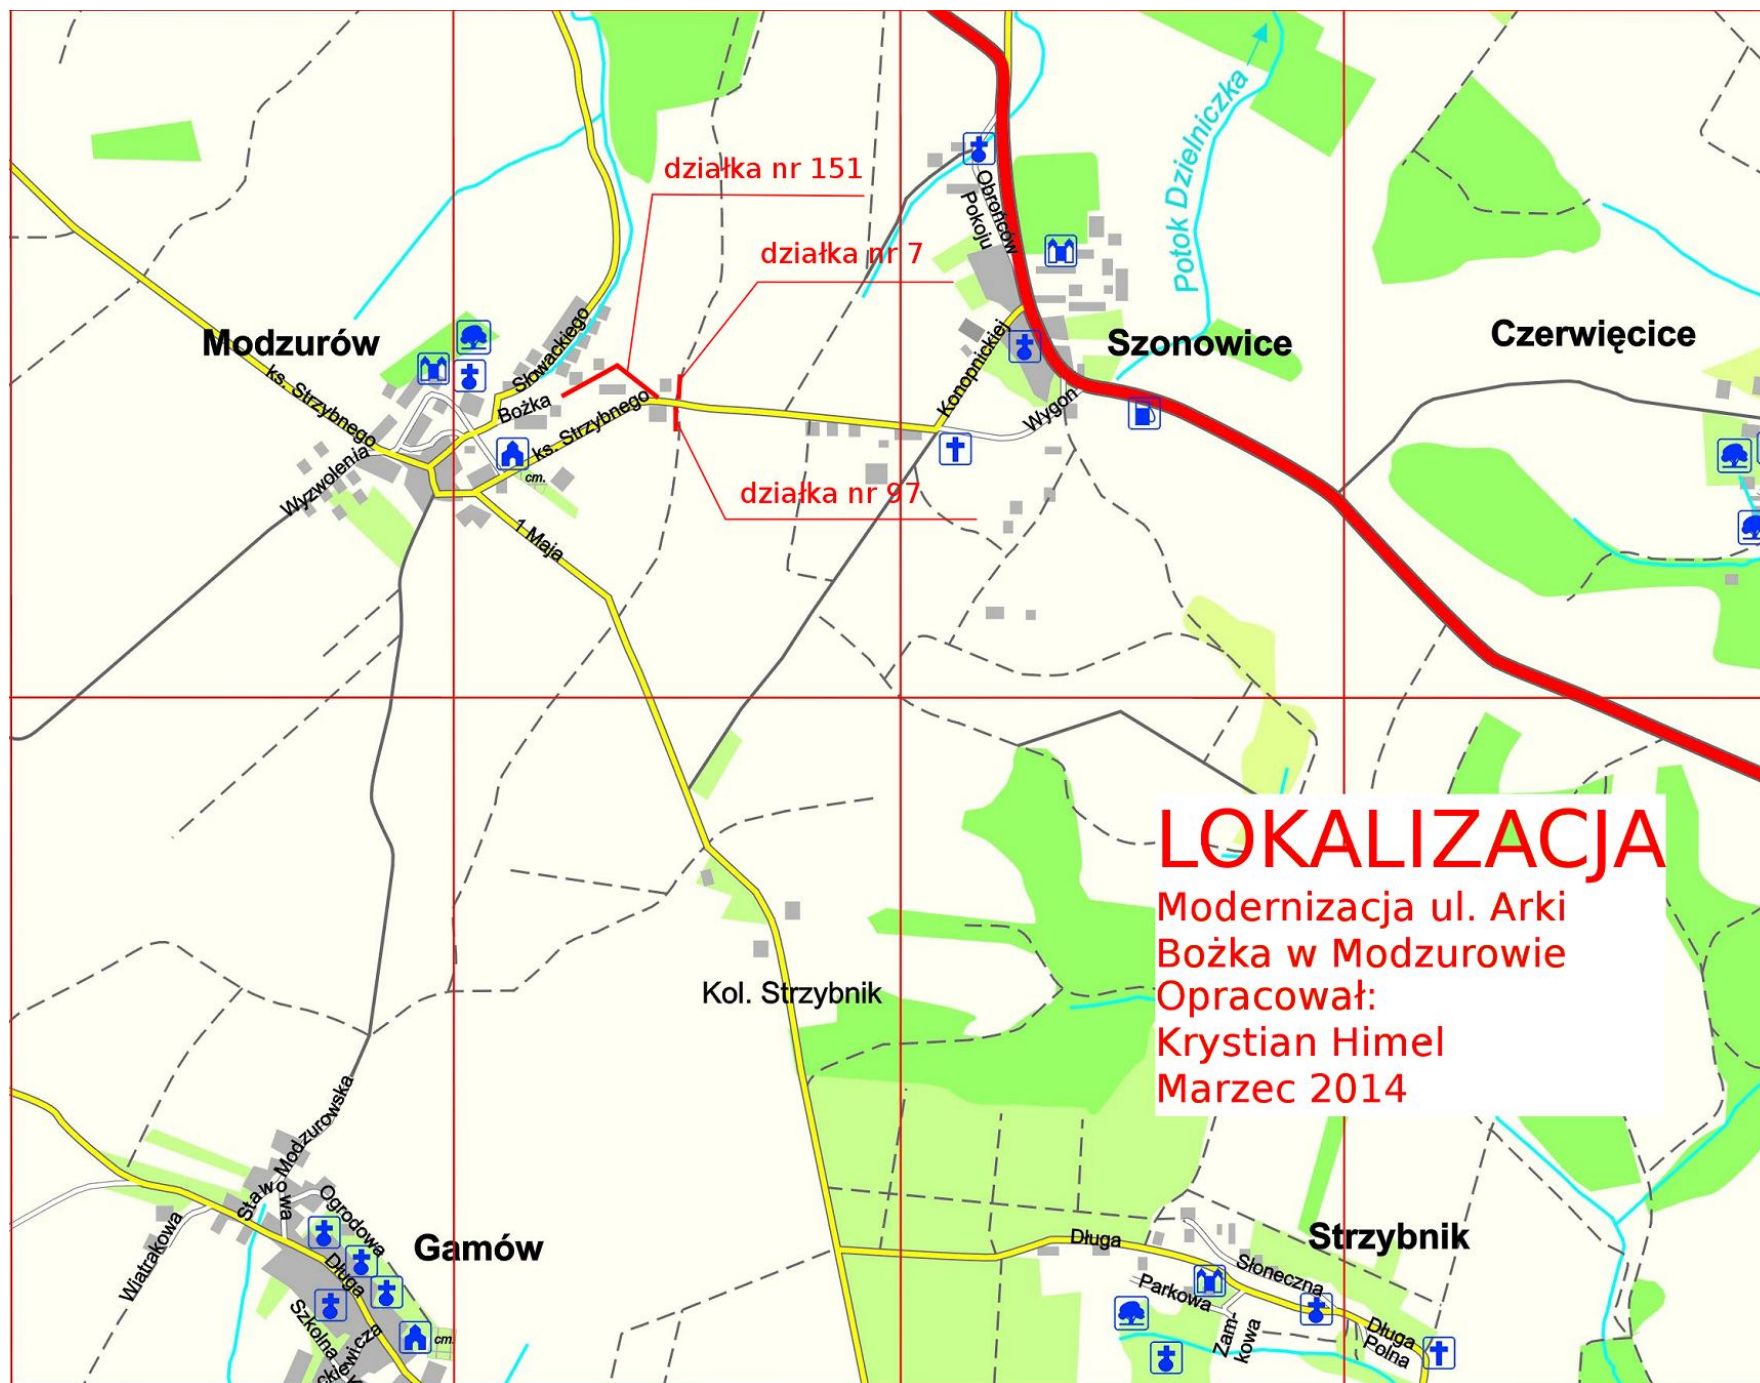 działka nr 151
działka nr 7
działka nr 97
Potok Dzielniczka
Obrońców
Pokoju
Modzurów
Szonowice
Czerwięcice
ks. Strzybnego
Słowackiego
Bożka
ks. Strzybnego
Konopnickiej
Wygon
Wyzwolenia
cm.
1 Maja
LOKALIZACJA
Modernizacja ul. Arki
Bożka w Modzurowie
Opracował:
Krystian Himel
Marzec 2014
Kol. Strzybnik
Modzurowska
Stawowa
Ogrodowa
Wiatrakowa
Długa
Gamów
Szkolna
cm.
Długa
Strzybnik
Słoneczna
Parkowa
Zam-
kowa
Długa
Polna